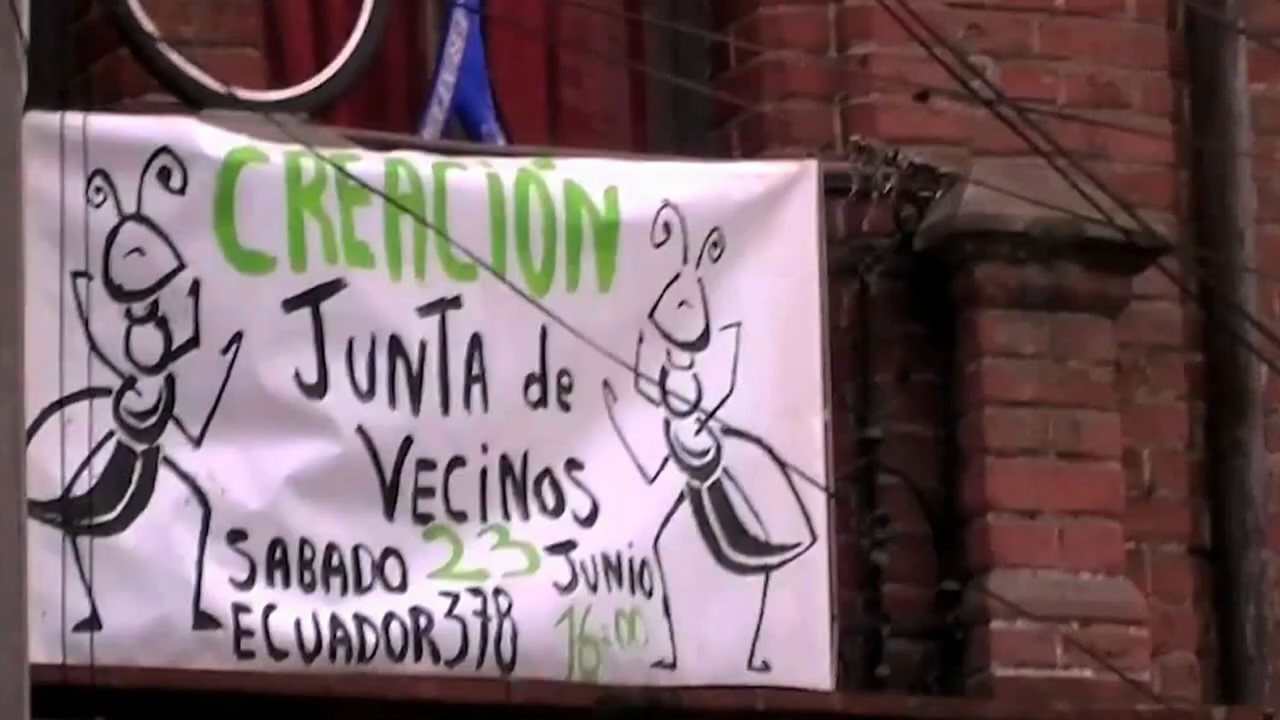 CREACIÓN
JUNTA de
VECINOS
SABADO 23 JUNIO
ECUADOR 378 16:00